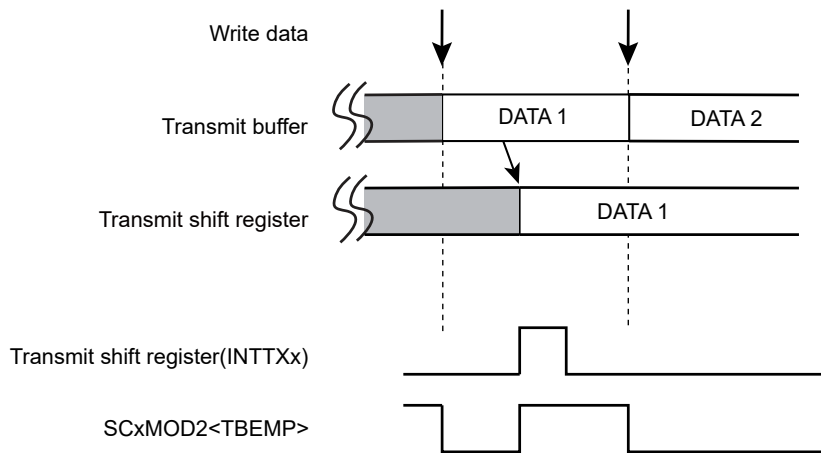 Write data
Transmit buffer
DATA 1
DATA 2
Transmit shift register
DATA 1
Transmit shift register(INTTXx)
SCxMOD2<TBEMP>